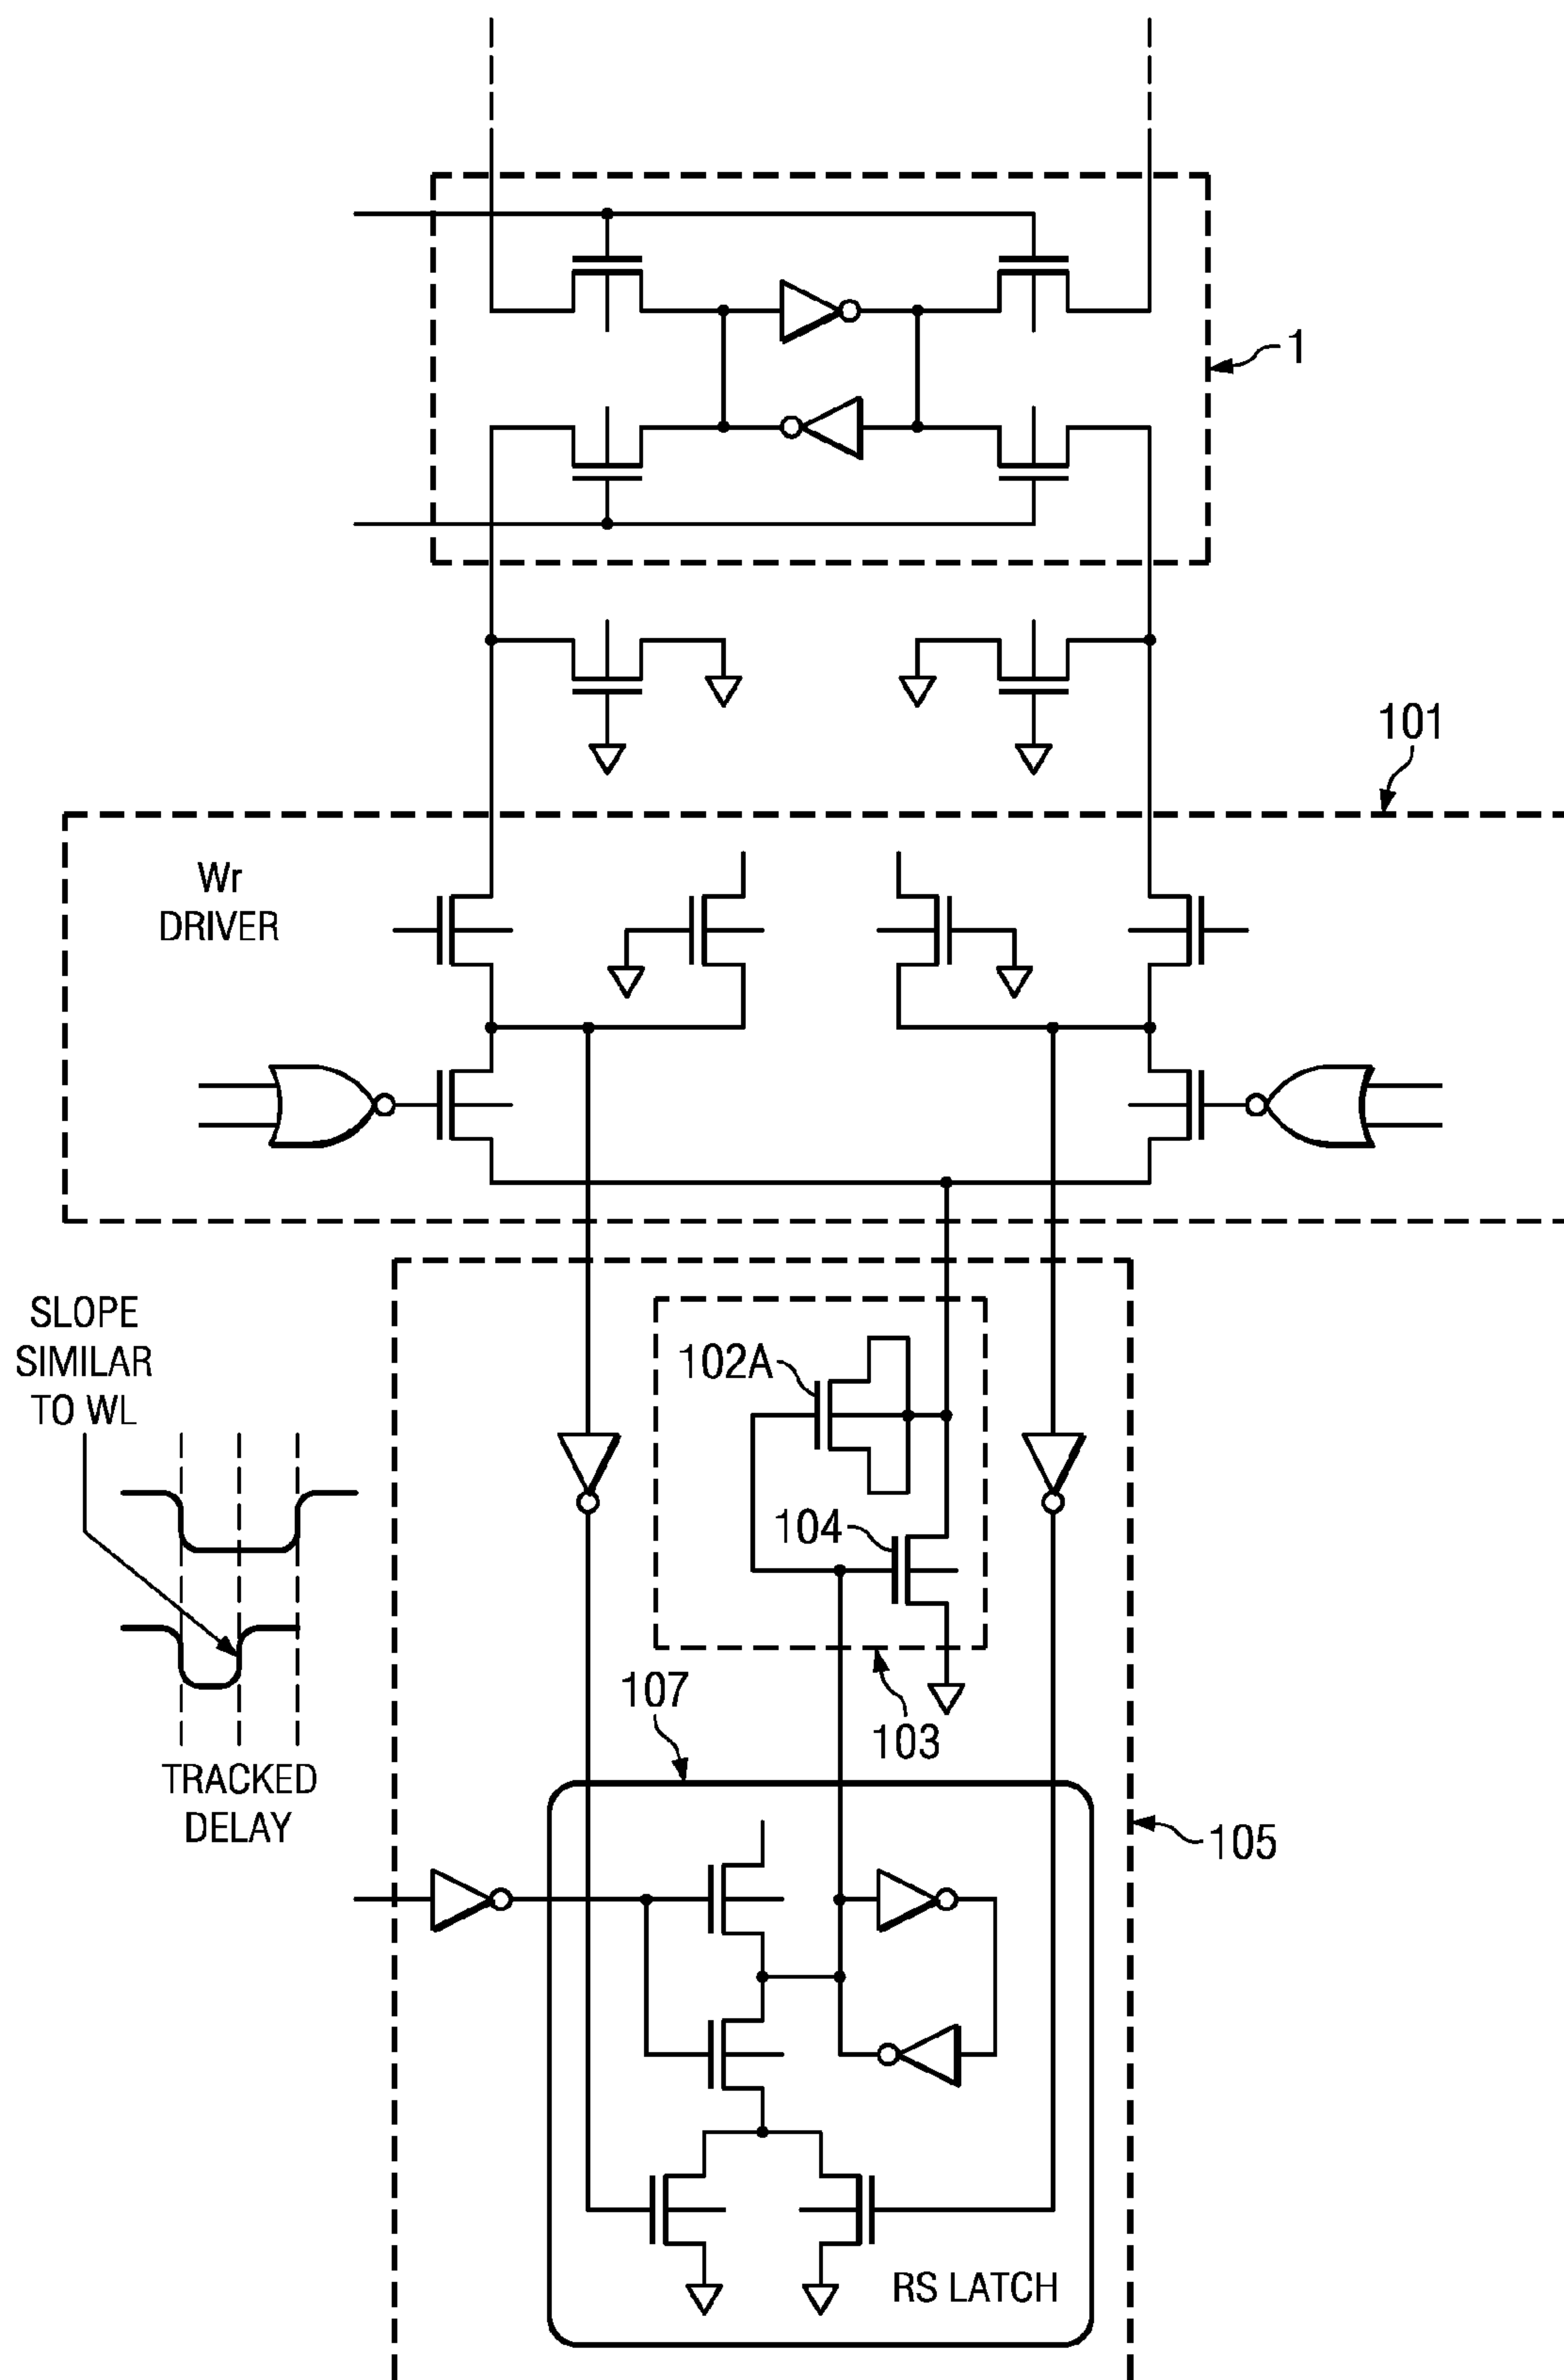 1
101
Wr
DRIVER
SLOPE
SIMILAR
TO WL
102A
104
107
103
TRACKED
DELAY
105
RS LATCH